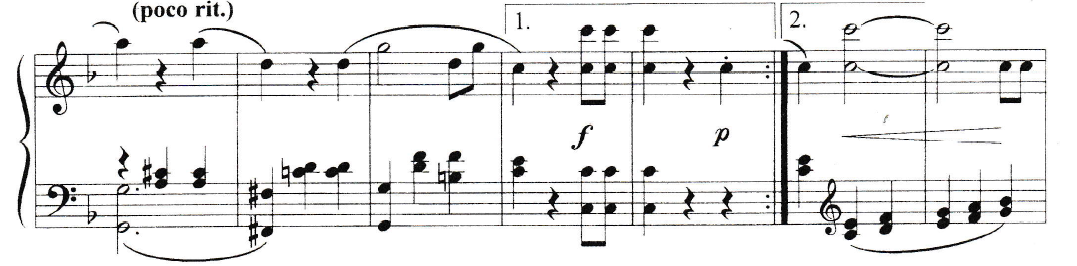 (poco rit.)
1.
2.
f
p